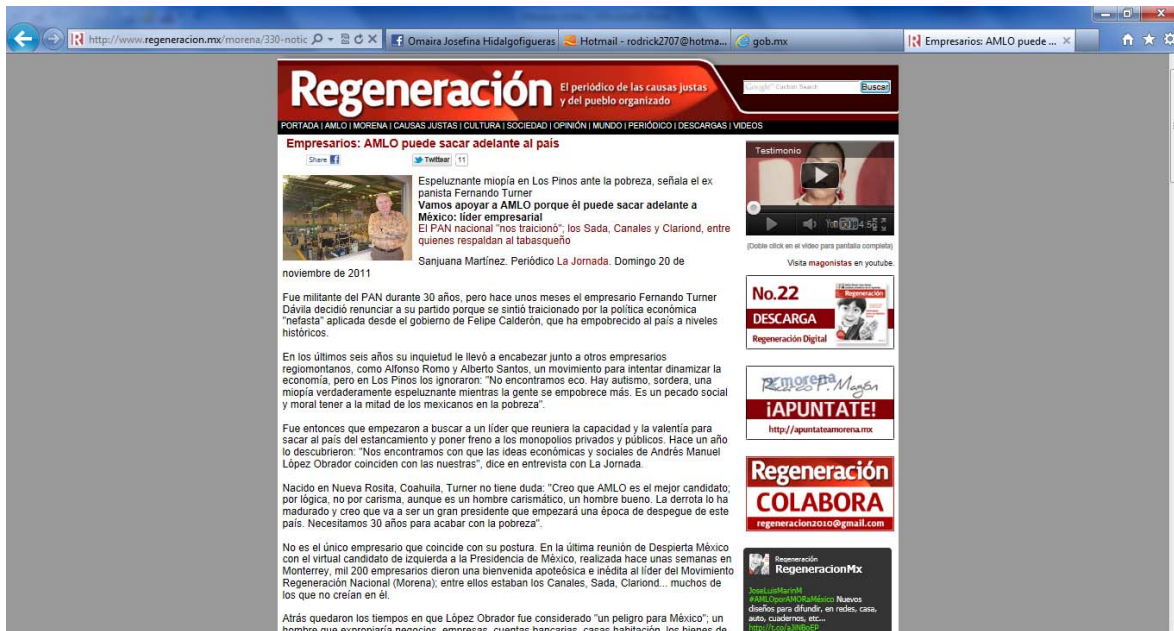 http://www.regeneracion.mx/morena/330-notic
Omaira Josefina Hidalgofigueras
Hotmail - rodrick2707@hotma...
gob.mx
Empresarios: AMLO puede ...
Regeneración
El periódico de las causas justas
y del pueblo organizado
Google™ Custom Search
Buscar
PORTADA | AMLO | MORENA | CAUSAS JUSTAS | CULTURA | SOCIEDAD | OPINIÓN | MUNDO | PERIÓDICO | DESCARGAS | VIDEOS
Empresarios: AMLO puede sacar adelante al país
Share
Twittear
11
Espeluznante miopía en Los Pinos ante la pobreza, señala el ex
panista Fernando Turner
Vamos apoyar a AMLO porque él puede sacar adelante a
México: líder empresarial
El PAN nacional "nos traicionó"; los Sada, Canales y Clariond, entre
quienes respaldan al tabasqueño
Sanjuana Martínez. Periódico La Jornada. Domingo 20 de
noviembre de 2011
Fue militante del PAN durante 30 años, pero hace unos meses el empresario Fernando Turner
Dávila decidió renunciar a su partido porque se sintió traicionado por la política económica
"nefasta" aplicada desde el gobierno de Felipe Calderón, que ha empobrecido al país a niveles
históricos.
En los últimos seis años su inquietud le llevó a encabezar junto a otros empresarios
regiomontanos, como Alfonso Romo y Alberto Santos, un movimiento para intentar dinamizar la
economía, pero en Los Pinos los ignoraron: "No encontramos eco. Hay autismo, sordera, una
miopía verdaderamente espeluznante mientras la gente se empobrece más. Es un pecado social
y moral tener a la mitad de los mexicanos en la pobreza".
Fue entonces que empezaron a buscar a un líder que reuniera la capacidad y la valentía para
sacar al país del estancamiento y poner freno a los monopolios privados y públicos. Hace un año
lo descubrieron: "Nos encontramos con que las ideas económicas y sociales de Andrés Manuel
López Obrador coinciden con las nuestras", dice en entrevista con La Jornada.
Nacido en Nueva Rosita, Coahuila, Turner no tiene duda: "Creo que AMLO es el mejor candidato;
por lógica, no por carisma, aunque es un hombre carismático, un hombre bueno. La derrota lo ha
madurado y creo que va a ser un gran presidente que empezará una época de despegue de este
país. Necesitamos 30 años para acabar con la pobreza".
No es el único empresario que coincide con su postura. En la última reunión de Despierta México
con el virtual candidato de izquierda a la Presidencia de México, realizada hace unas semanas en
Monterrey, mil 200 empresarios dieron una bienvenida apoteósica e inédita al líder del Movimiento
Regeneración Nacional (Morena); entre ellos estaban los Canales, Sada, Clariond... muchos de
los que no creían en él.
Atrás quedaron los tiempos en que López Obrador fue considerado "un peligro para México"; un
hombre que expropiaría negocios, empresas, cuentas bancarias, casas habitación, los bienes de
Testimonio
(Doble click en el video para pantalla completa)
Visita magonistas en youtube.
No.22
DESCARGA
Regeneración Digital
Regeneración
morena
¡APUNTATE!
http://apuntateamorena.mx
Regeneración
COLABORA
regeneracion2010@gmail.com
Regeneración
RegeneracionMx
JoseLuisMarinM
#AMLOporAMORaMéxico Nuevos
diseños para difundir, en redes, casa,
auto, cuadernos, etc...
http://t.co/aJiNBoEP